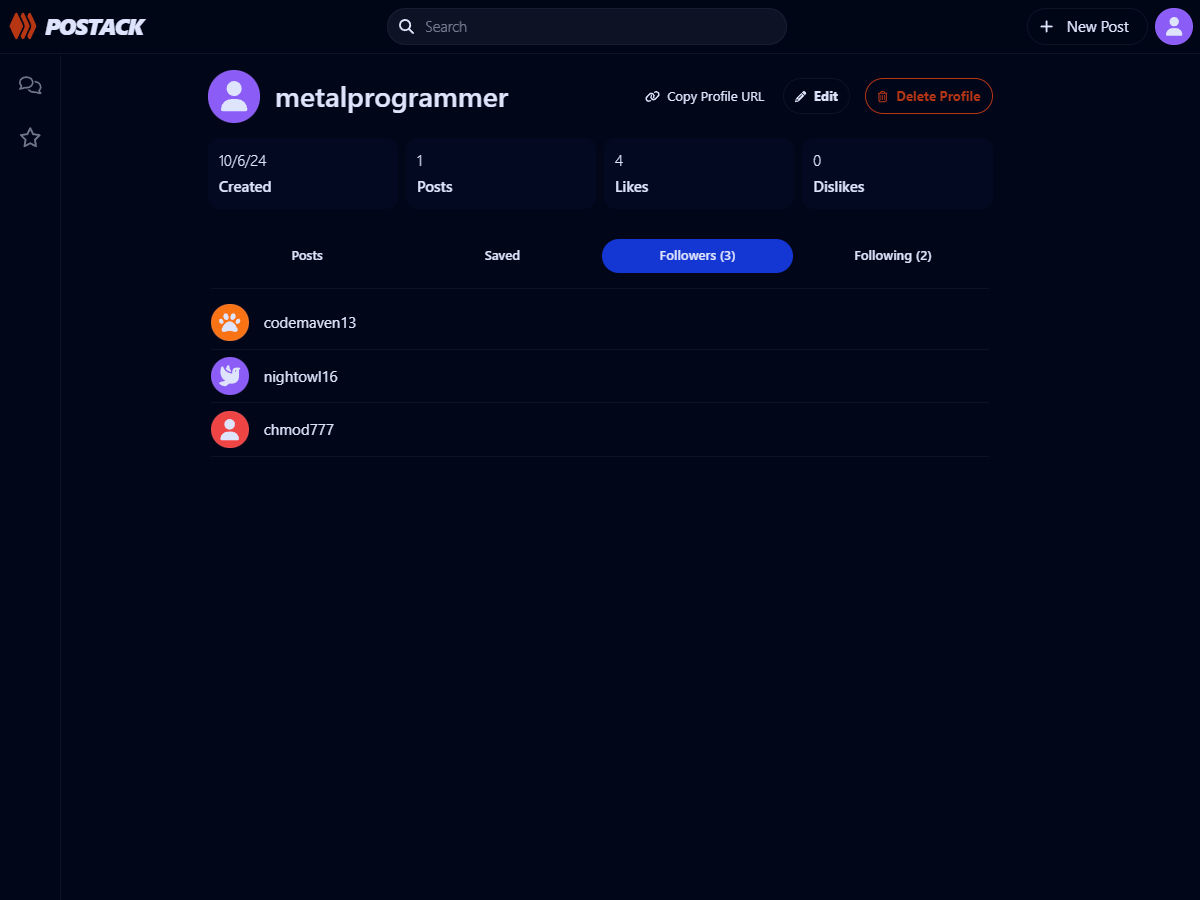 POSTACK
Search
New Post
metalprogrammer
Copy Profile URL
Edit
Delete Profile
10/6/24
Created
1
Posts
4
Likes
0
Dislikes
Posts
Saved
Followers (3)
Following (2)
codemaven13
nightowl16
chmod777